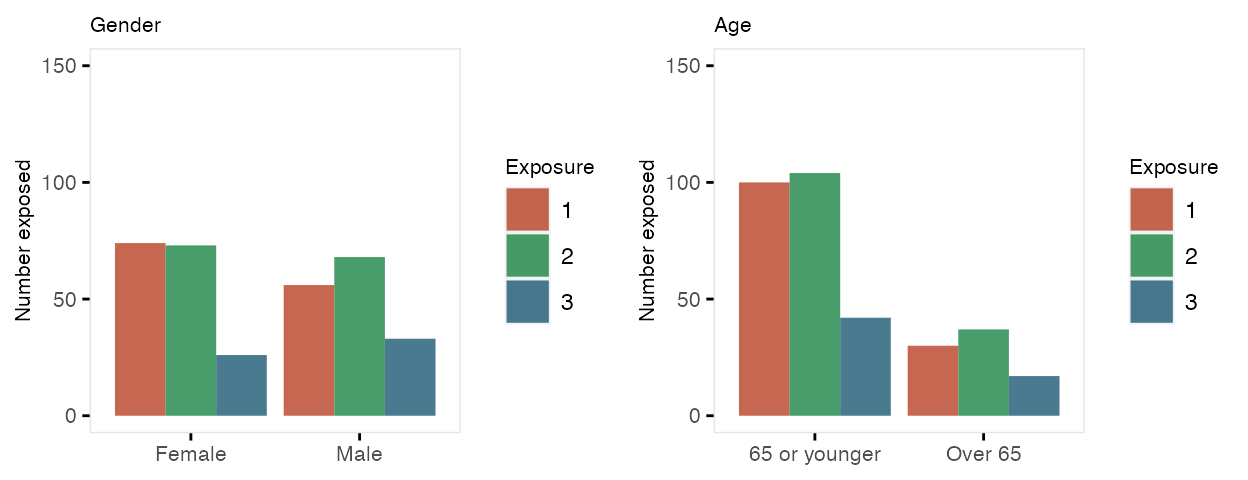 Gender
150
100
50
0
Number exposed
Female Male
Exposure
1
2
3
Age
150
100
50
0
Number exposed
65 or younger Over 65
Exposure
1
2
3